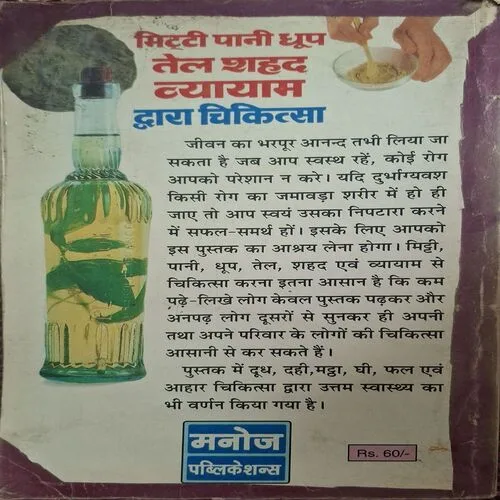 मिट्टी पानी धूप
तेल शहद
व्यायाम
द्वारा चिकित्सा
जीवन का भरपूर आनन्द तभी लिया जा
सकता है जब आप स्वस्थ रहें, कोई रोग
आपको परेशान न करे। यदि दुर्भाग्यवश
किसी रोग का जमावड़ा शरीर में हो ही
जाए तो आप स्वयं उसका निपटारा करने
में सफल-समर्थ हों। इसके लिए आपको
इस पुस्तक का आश्रय लेना होगा। मिट्टी,
पानी, धूप, तेल, शहद एवं व्यायाम से
चिकित्सा करना इतना आसान है कि कम
पढ़े-लिखे लोग केवल पुस्तक पढ़कर और
अनपढ़ लोग दूसरों से सुनकर ही अपनी
तथा अपने परिवार के लोगों की चिकित्सा
आसानी से कर सकते हैं।
पुस्तक में दूध, दही, मट्ठा, घी, फल एवं
आहार चिकित्सा द्वारा उत्तम स्वास्थ्य का
भी वर्णन किया गया है।
मनोज
पब्लिकेशन्स
Rs. 60/-